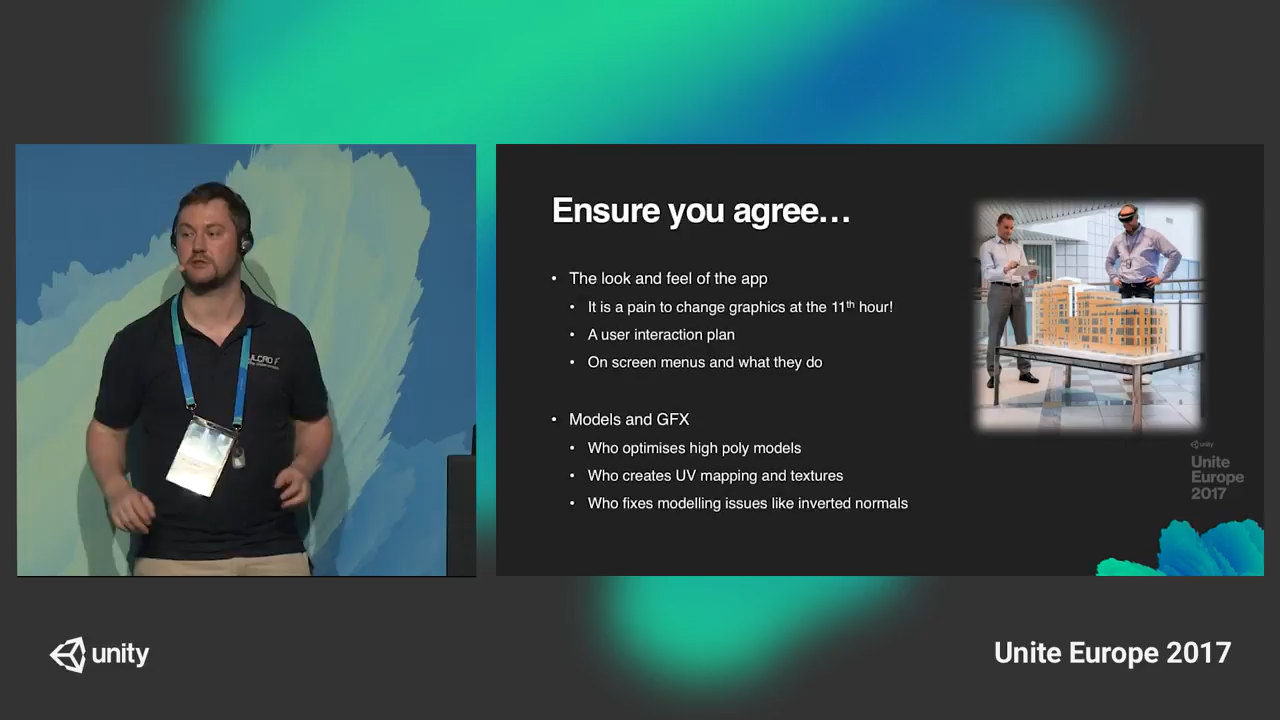 Ensure you agree...
• The look and feel of the app
• It is a pain to change graphics at the 11th hour!
• A user interaction plan
• On screen menus and what they do
• Models and GFX
• Who optimises high poly models
• Who creates UV mapping and textures
• Who fixes modelling issues like inverted normals
unity
Unite
Europe
2017
unity
Unite Europe 2017